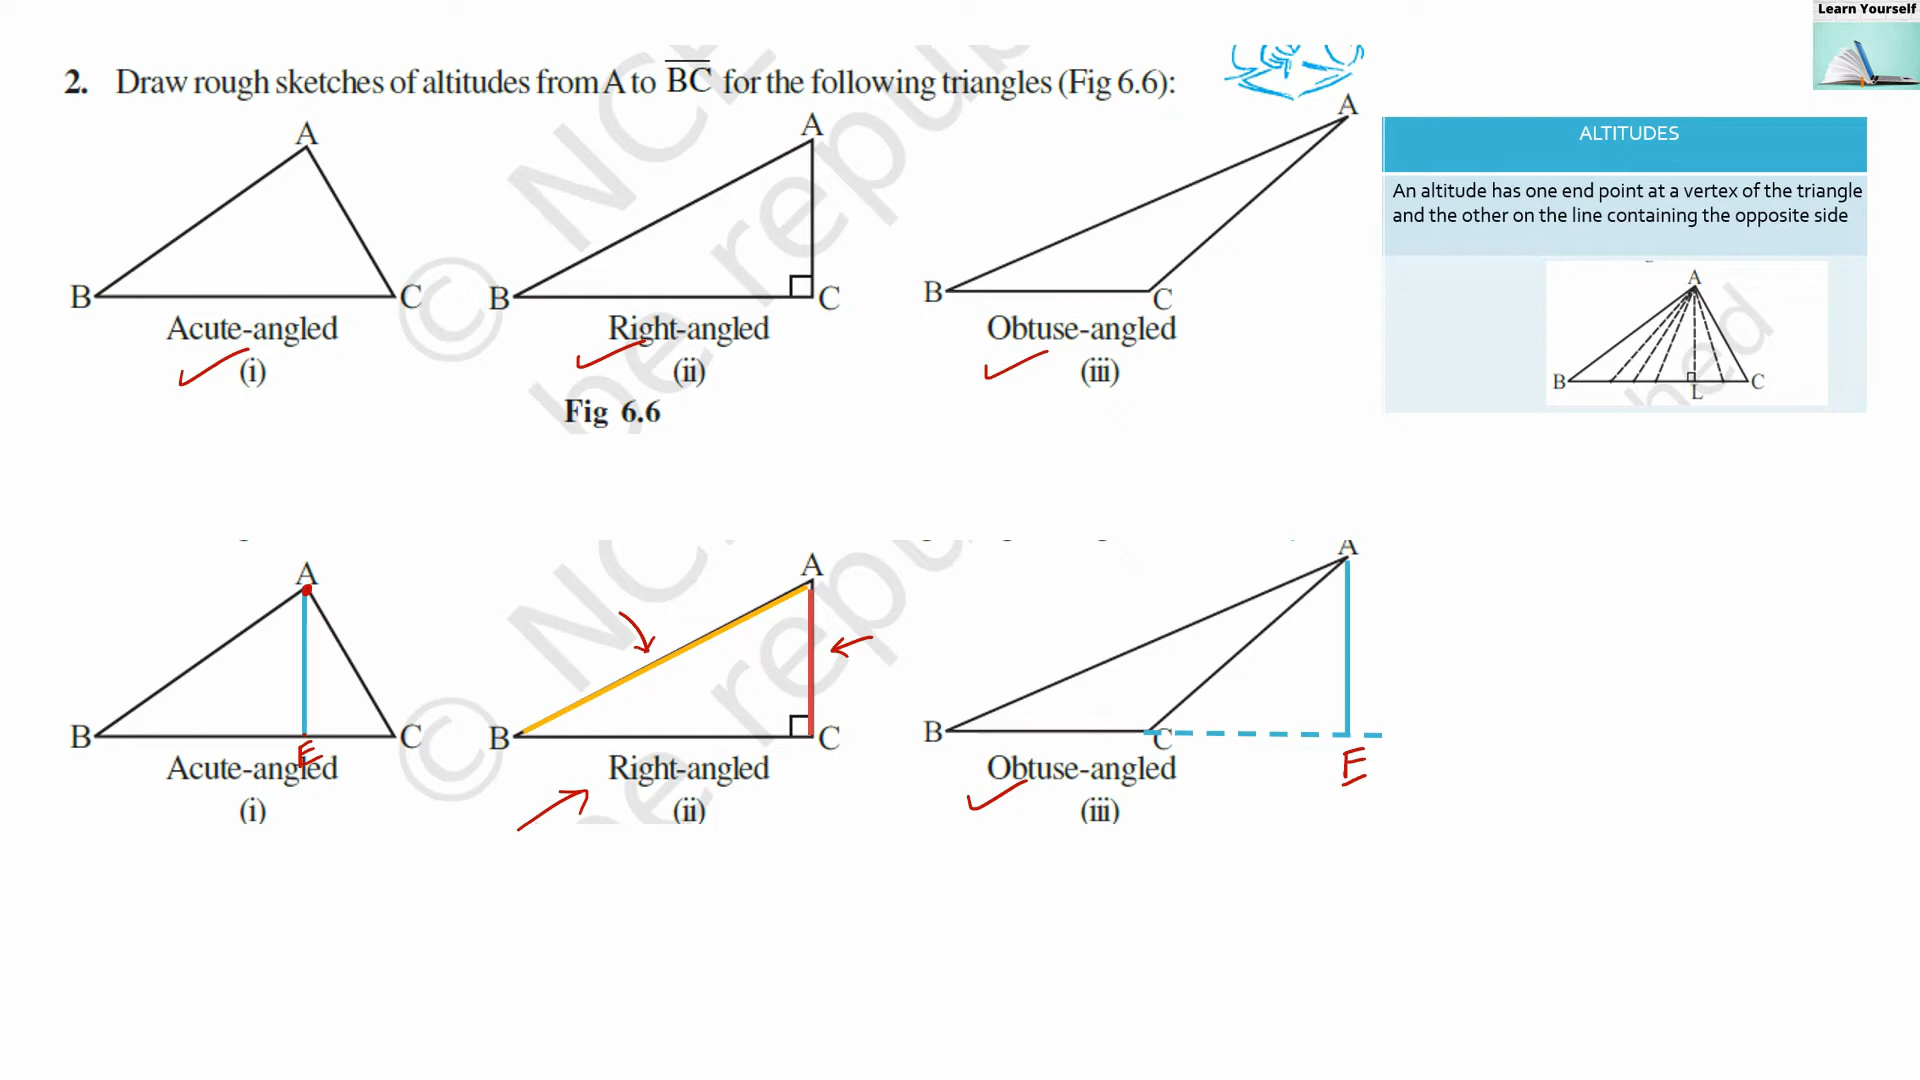 Learn Yourself
2. Draw rough sketches of altitudes from A to BC for the following triangles (Fig 6.6):
A
A
A
B
C
B
C
B
C
Acute-angled
Right-angled
Obtuse-angled
(i)
(ii)
(iii)
Fig 6.6
ALTITUDES
An altitude has one end point at a vertex of the triangle
and the other on the line containing the opposite side
A
B
L
C
A
A
A
B
E
C
B
C
B
C
E
Acute-angled
Right-angled
Obtuse-angled
(i)
(ii)
(iii)